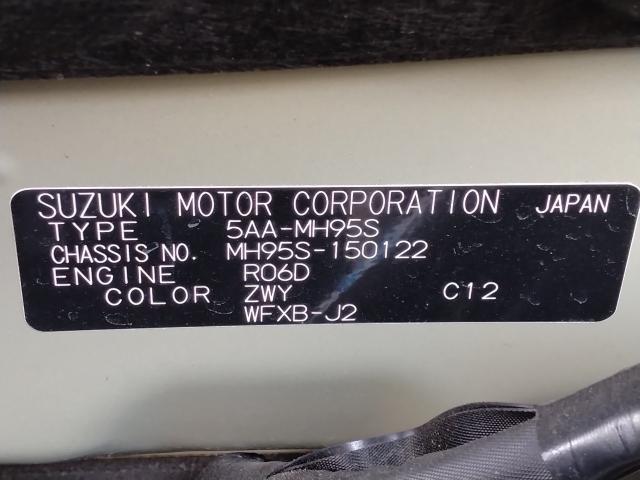 SUZUKI MOTOR CORPORATION JAPAN
TYPE 5AA-MH95S
CHASSIS NO. MH95S-150122
ENGINE R06D
COLOR ZWY C12
WFXB-J2